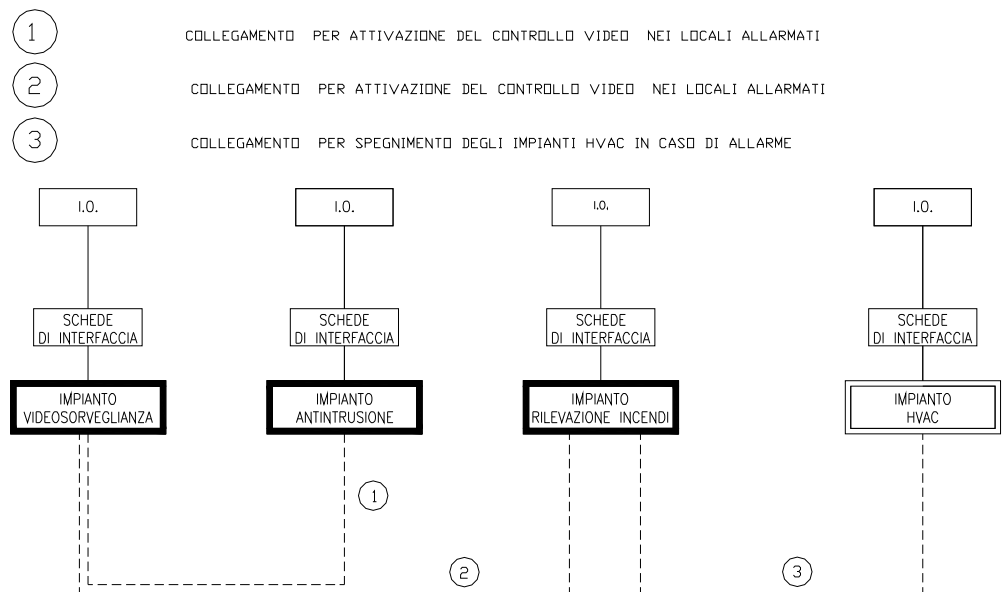 1
COLLEGAMENTO PER ATTIVAZIONE DEL CONTROLLO VIDEO NEI LOCALI ALLARMATI
2
COLLEGAMENTO PER ATTIVAZIONE DEL CONTROLLO VIDEO NEI LOCALI ALLARMATI
3
COLLEGAMENTO PER SPEGNIMENTO DEGLI IMPIANTI HVAC IN CASO DI ALLARME
I.O.
I.O.
I.O.
I.O.
SCHEDE
DI INTERFACCIA
SCHEDE
DI INTERFACCIA
SCHEDE
DI INTERFACCIA
SCHEDE
DI INTERFACCIA
IMPIANTO
VIDEOSORVEGLIANZA
IMPIANTO
ANTINTRUSIONE
IMPIANTO
RILEVAZIONE INCENDI
IMPIANTO
HVAC
1
2
3